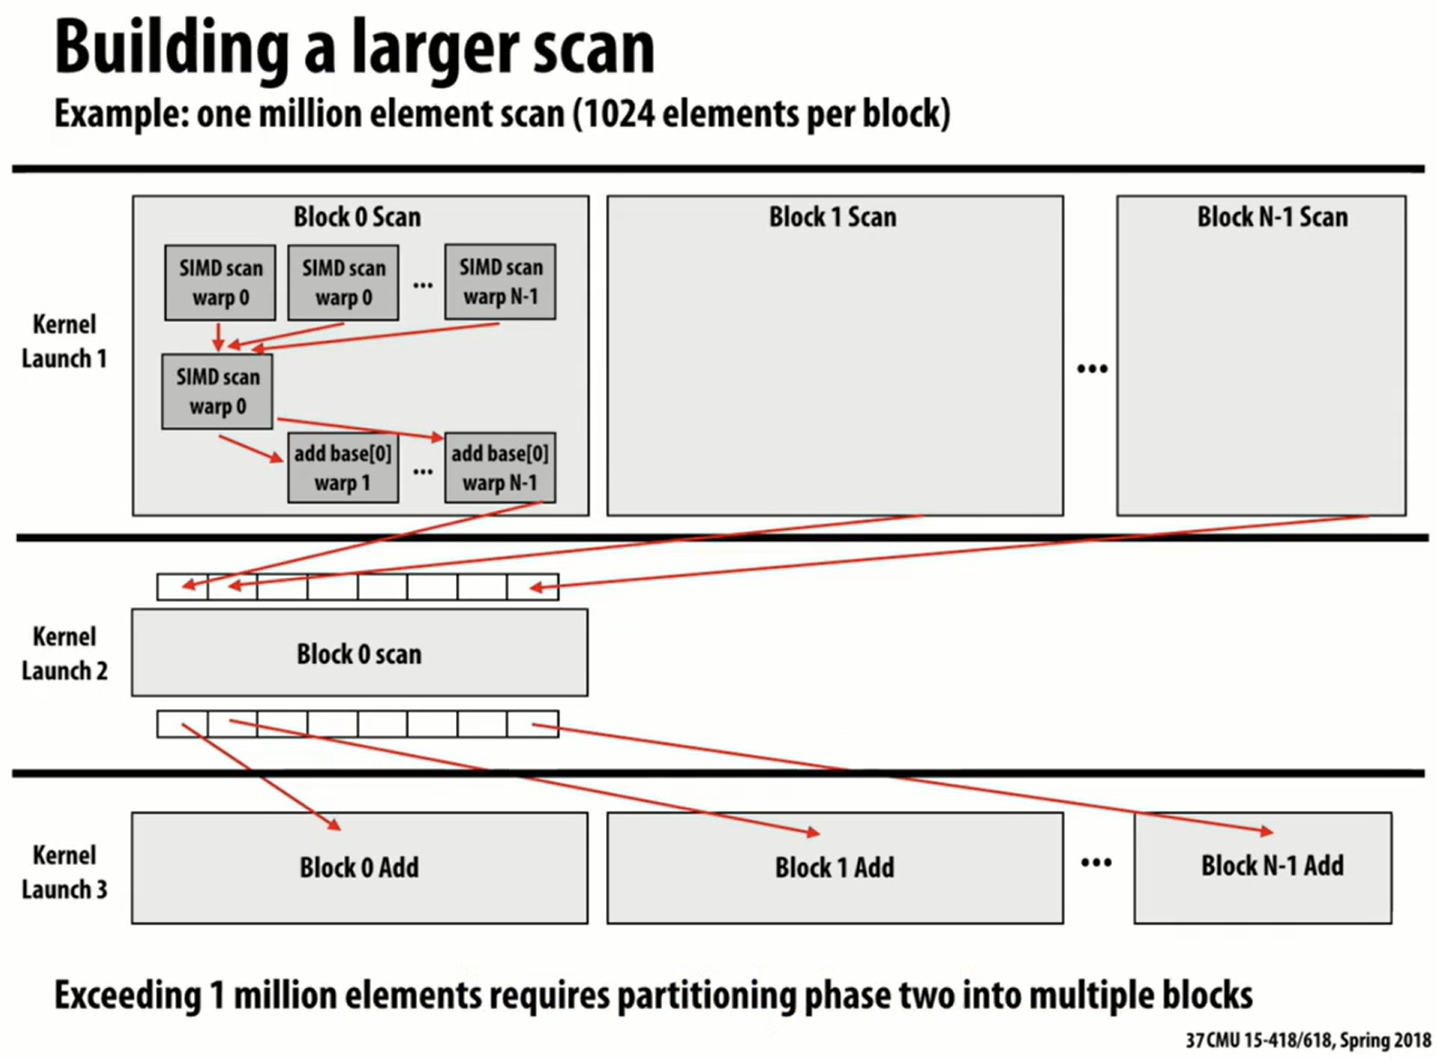 Building a larger scan
Example: one million element scan (1024 elements per block)
Kernel
Launch 1
Block 0 Scan
SIMD scan
warp 0
SIMD scan
warp 0
...
SIMD scan
warp N-1
SIMD scan
warp 0
add base[0]
warp 1
...
add base[0]
warp N-1
Block 1 Scan
...
Block N-1 Scan
Kernel
Launch 2
Block 0 scan
Kernel
Launch 3
Block 0 Add
Block 1 Add
...
Block N-1 Add
Exceeding 1 million elements requires partitioning phase two into multiple blocks
37 CMU 15-418/618, Spring 2018